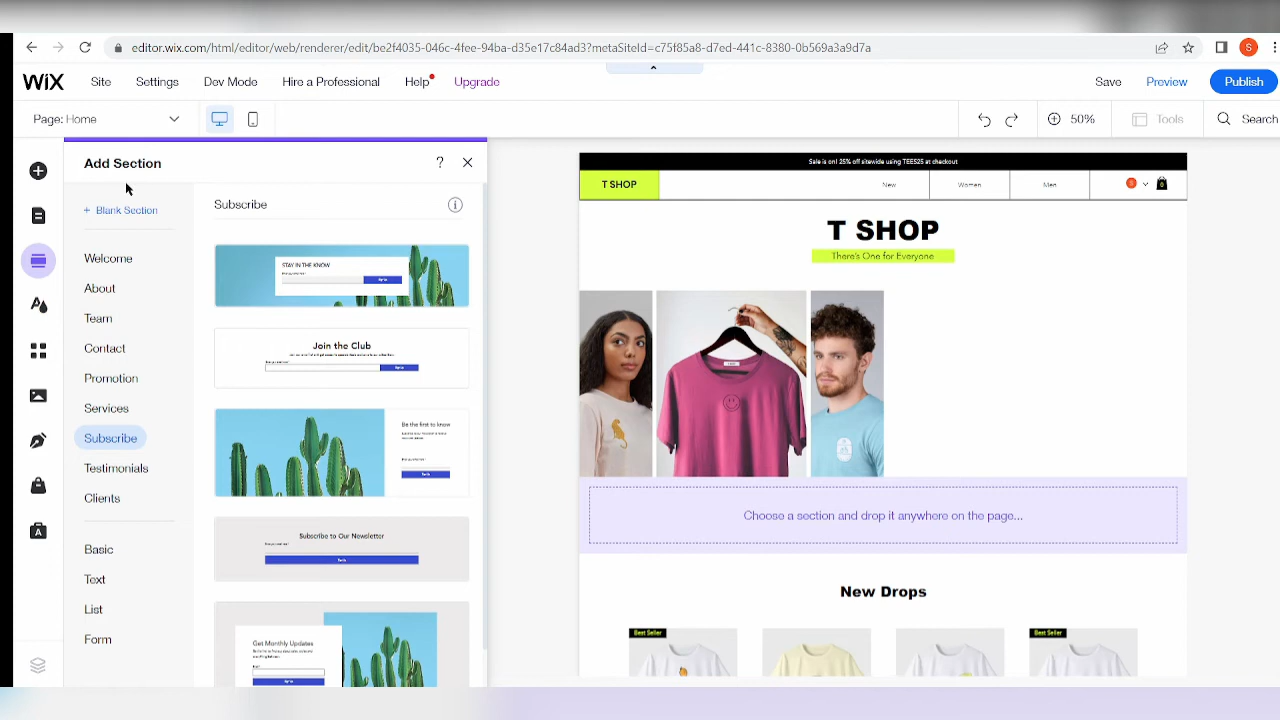 editor.wix.com/html/editor/web/renderer/edit/be2f4035-046c-4fee-96b
64ad3?metaSiteId=c75f85a8-d7ed-441c-8380-0b569a3a9d7a
S
WiX
Site
Settings
Dev Mode
Hire a Professional
Help
Upgrade
Save
Preview
Publish
Page: Home
50%
Tools
Search
Add Section
?
+ Blank Section
Welcome
About
Team
Contact
Promotion
Services
Subscribe
Testimonials
Clients
Basic
Text
List
Form
Subscribe
STAY IN THE KNOW
Join the Club
Be the first to know
Subscribe to Our Newsletter
Get Monthly Updates
Sale is on! 25% off sitewide using TEES25 at checkout
T SHOP
New
Women
Men
S
T SHOP
There's One for Everyone
Choose a section and drop it anywhere on the page...
New Drops
Best Seller
Best Seller